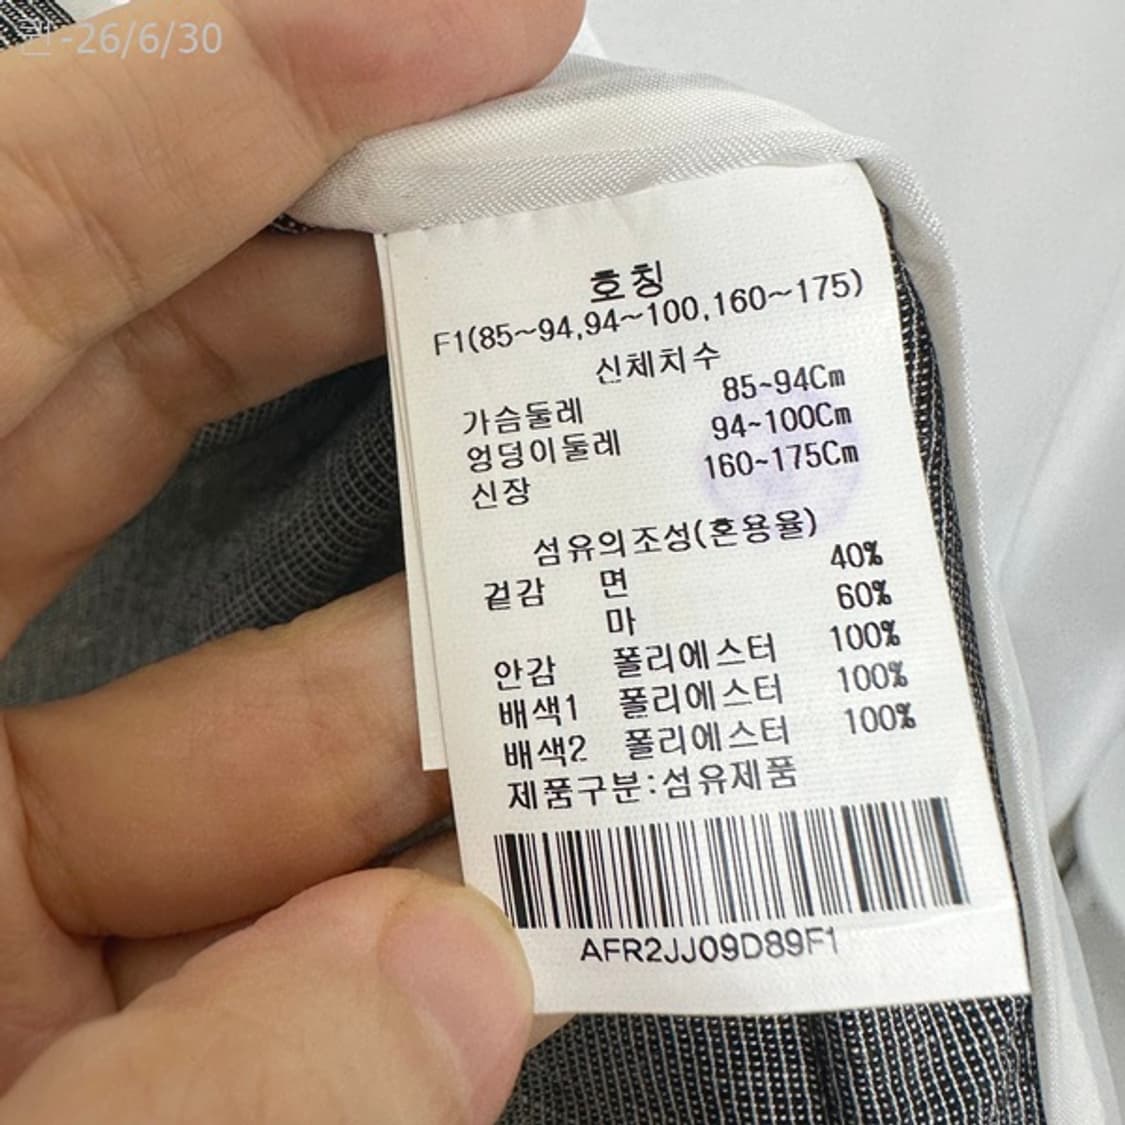 퀸-26/6/30
호칭
F1(85~94,94~100,160~175)
신체치수
가슴둘레 85~94Cm
엉덩이둘레 94~100Cm
신장 160~175Cm
섬유의조성(혼용율)
겉감 면 40%
마 60%
안감 폴리에스터 100%
배색1 폴리에스터 100%
배색2 폴리에스터 100%
제품구분:섬유제품
AFR2JJ09D89F1